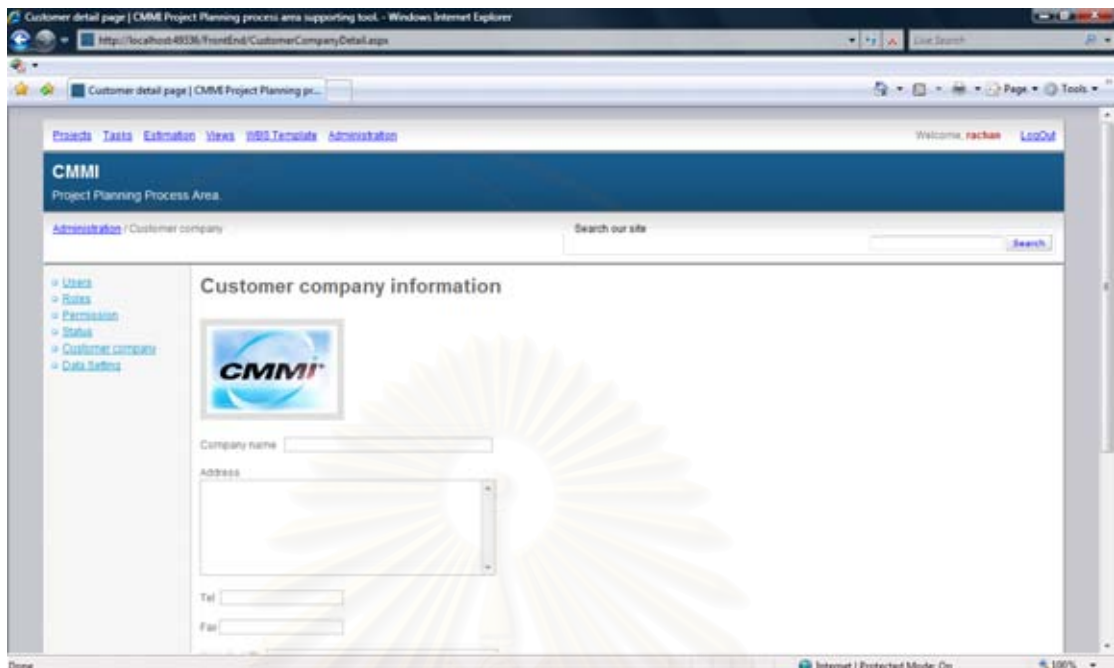 Customer detail page | CMMI Project Planning process area supporting tool. - Windows Internet Explorer
http://localhost:49336/FrontEnd/CustomerCompanyDetail.aspx
Live Search
Customer detail page | CMMI Project Planning pr...
Page Tools
Projects Tasks Estimation Views WBS Template Administration
Welcome, rachan LogOut
CMMI
Project Planning Process Area.
Administration / Customer company
Search our site
Search
Users
Roles
Permission
Status
Customer company
Data Setting
Customer company information
CMMI
Company name
Address
Tel
Fax
Done
Internet | Protected Mode: On
100%